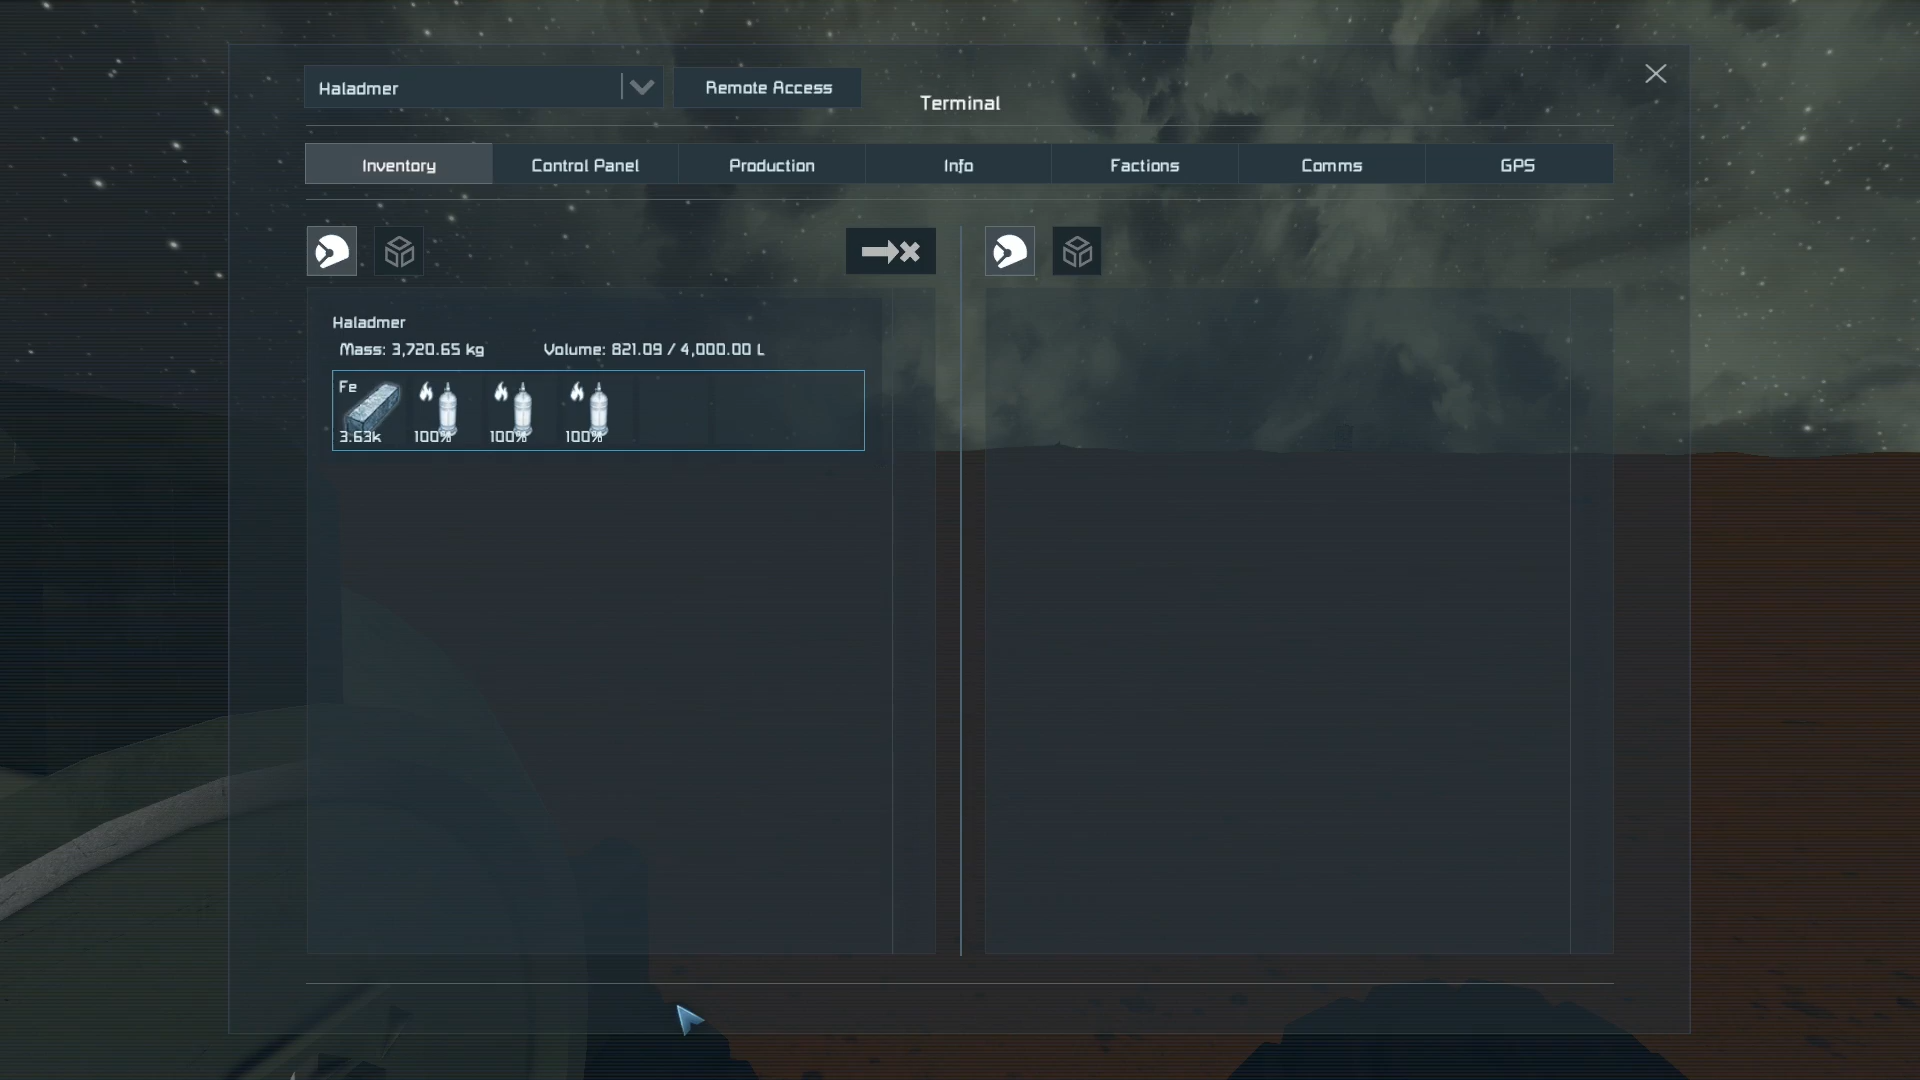 Haladmer
Remote Access
Terminal
Inventory
Control Panel
Production
Info
Factions
Comms
GPS
Haladmer
Mass: 3,720.65 kg
Volume: 821.09 / 4,000.00 L
Fe
3.63k
100%
100%
100%